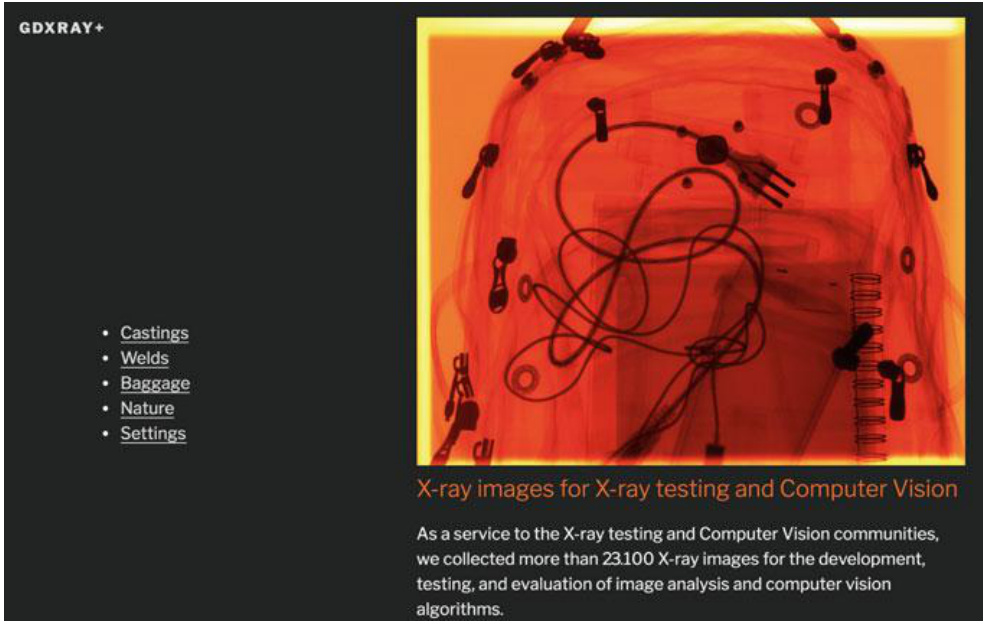 GDXRAY+
Castings
Welds
Baggage
Nature
Settings
X-ray images for X-ray testing and Computer Vision
As a service to the X-ray testing and Computer Vision communities,
we collected more than 23.100 X-ray images for the development,
testing, and evaluation of image analysis and computer vision
algorithms.